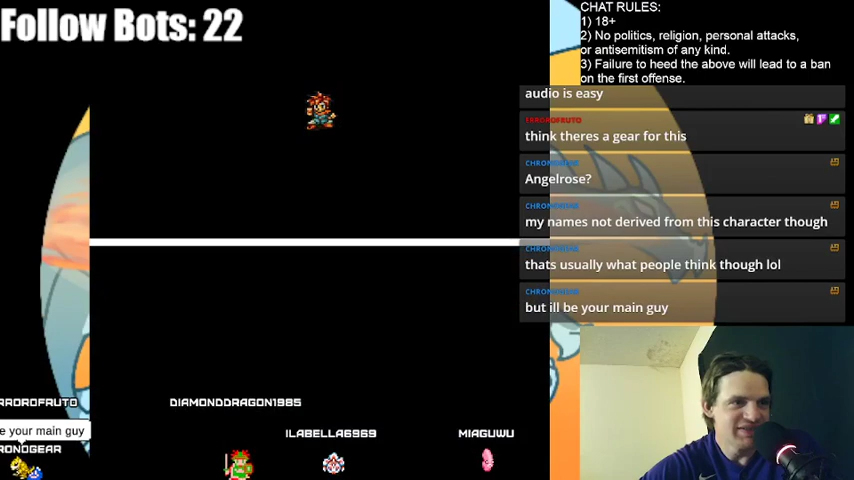 Follow Bots: 22
CHAT RULES:
1) 18+
2) No politics, religion, personal attacks,
or antisemitism of any kind.
3) Failure to heed the above will lead to a ban
on the first offense.
audio is easy
think theres a gear for this
Angelrose?
my names not derived from this character though
thats usually what people think though lol
but ill be your main guy
RROROFRUTO
DIAMONDDRAGON1985
e your main guy
RONOGEAR
ILABELLA6969
MIAGUWU